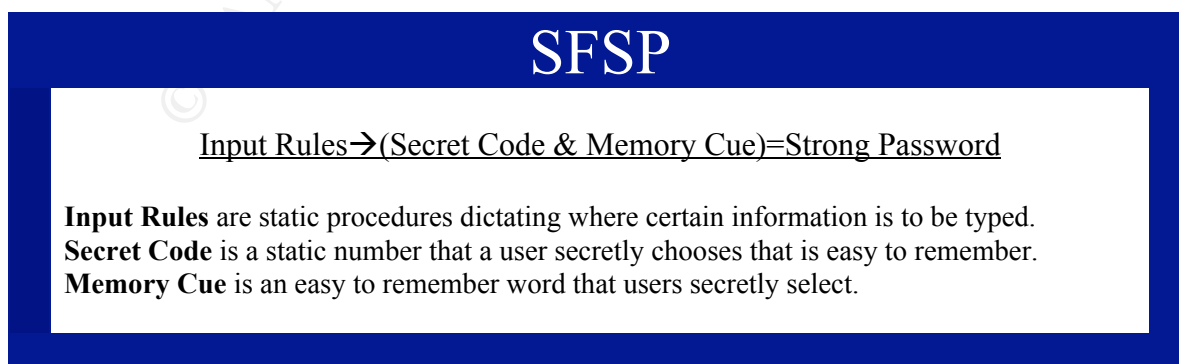 SFSP
Input Rules→(Secret Code & Memory Cue)=Strong Password
Input Rules are static procedures dictating where certain information is to be typed.
Secret Code is a static number that a user secretly chooses that is easy to remember.
Memory Cue is an easy to remember word that users secretly select.